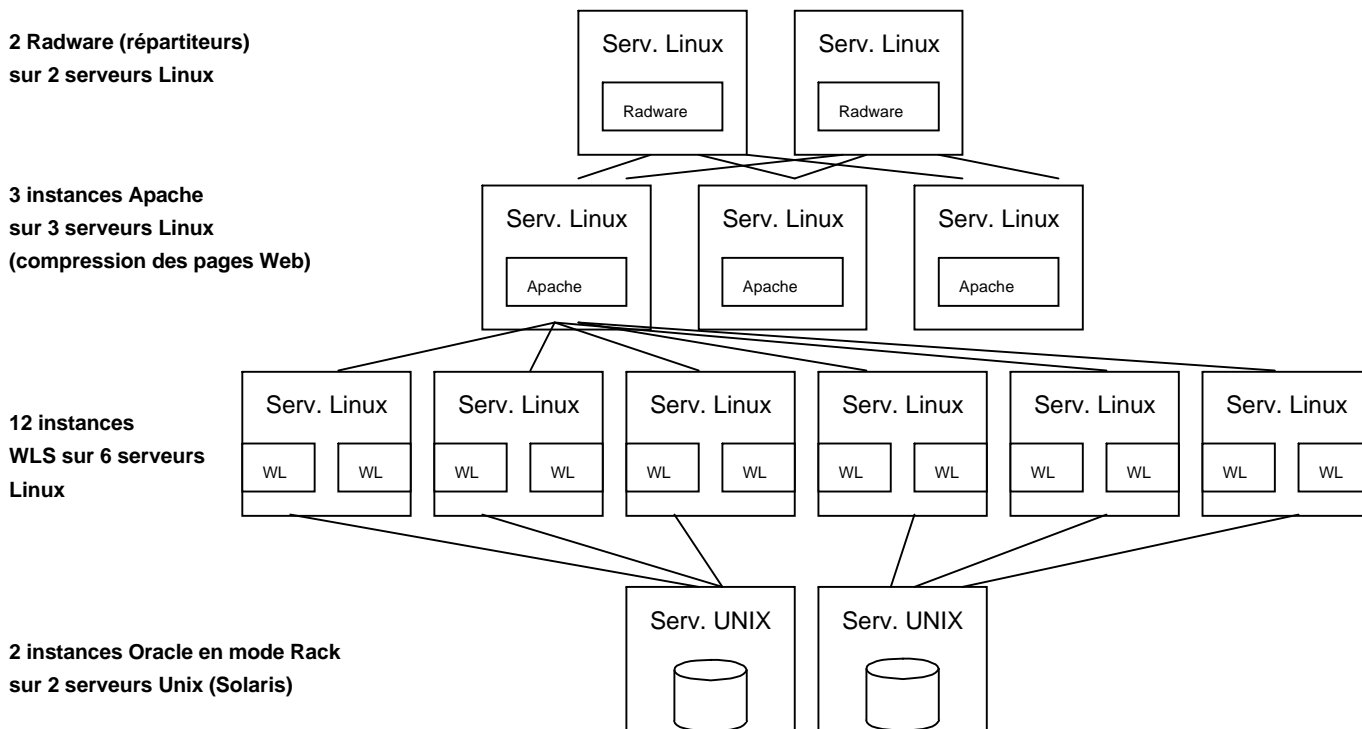 2 Radware (répartiteurs)
sur 2 serveurs Linux
Serv. Linux
Serv. Linux
Radware
Radware
3 instances Apache
sur 3 serveurs Linux
(compression des pages Web)
Serv. Linux
Serv. Linux
Serv. Linux
Apache
Apache
Apache
12 instances
WLS sur 6 serveurs
Linux
Serv. Linux
Serv. Linux
Serv. Linux
Serv. Linux
Serv. Linux
Serv. Linux
WL
WL
WL
WL
WL
WL
WL
WL
WL
WL
WL
WL
2 instances Oracle en mode Rack
sur 2 serveurs Unix (Solaris)
Serv. UNIX
Serv. UNIX